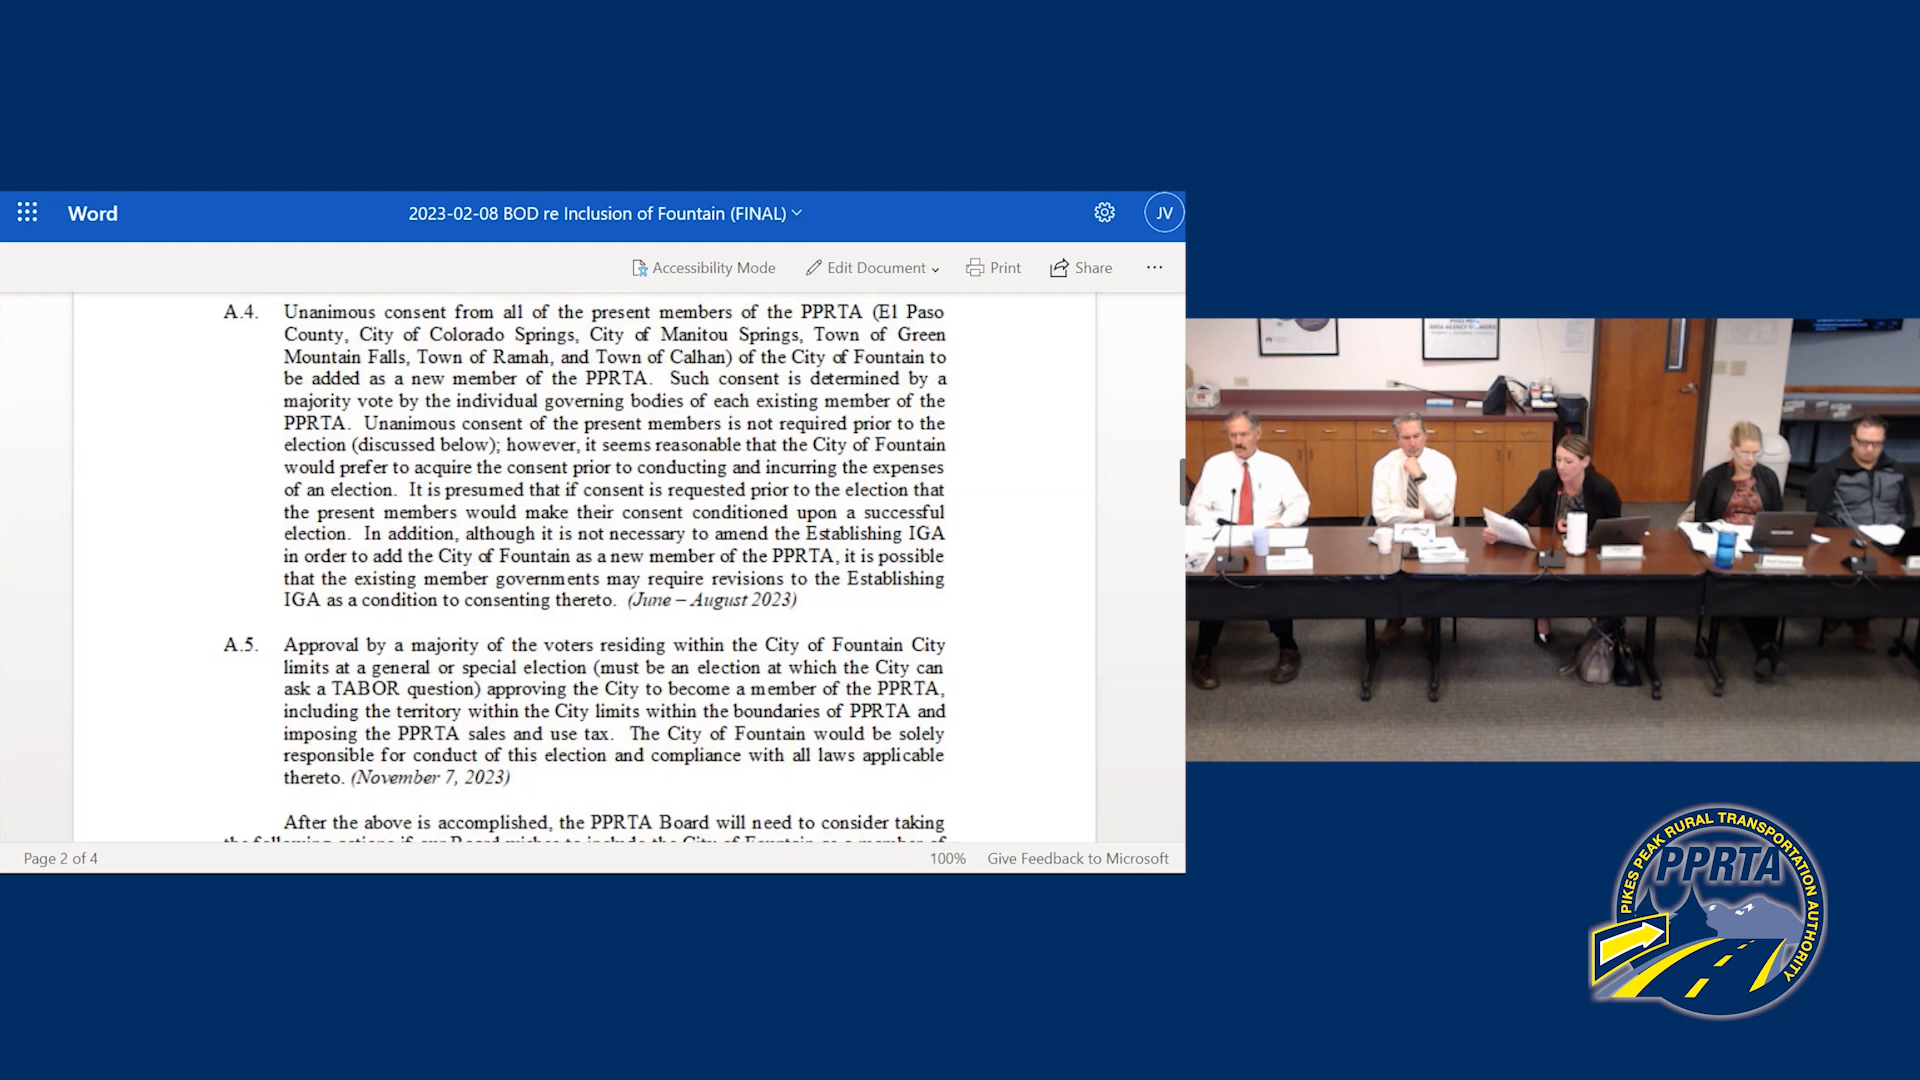 Word
2023-02-08 BOD re Inclusion of Fountain (FINAL)
JV
Accessibility Mode
Edit Document
Print
Share
A.4. Unanimous consent from all of the present members of the PPRTA (El Paso
County, City of Colorado Springs, City of Manitou Springs, Town of Green
Mountain Falls, Town of Ramah, and Town of Calhan) of the City of Fountain to
be added as a new member of the PPRTA. Such consent is determined by a
majority vote by the individual governing bodies of each existing member of the
PPRTA. Unanimous consent of the present members is not required prior to the
election (discussed below); however, it seems reasonable that the City of Fountain
would prefer to acquire the consent prior to conducting and incurring the expenses
of an election. It is presumed that if consent is requested prior to the election that
the present members would make their consent conditioned upon a successful
election. In addition, although it is not necessary to amend the Establishing IGA
in order to add the City of Fountain as a new member of the PPRTA, it is possible
that the existing member governments may require revisions to the Establishing
IGA as a condition to consenting thereto. (June – August 2023)
A.5. Approval by a majority of the voters residing within the City of Fountain City
limits at a general or special election (must be an election at which the City can
ask a TABOR question) approving the City to become a member of the PPRTA,
including the territory within the City limits within the boundaries of PPRTA and
imposing the PPRTA sales and use tax. The City of Fountain would be solely
responsible for conduct of this election and compliance with all laws applicable
thereto. (November 7, 2023)
After the above is accomplished, the PPRTA Board will need to consider taking
Page 2 of 4
100%
Give Feedback to Microsoft
PIKES PEAK RURAL TRANSPORTATION AUTHORITY
PPRTA